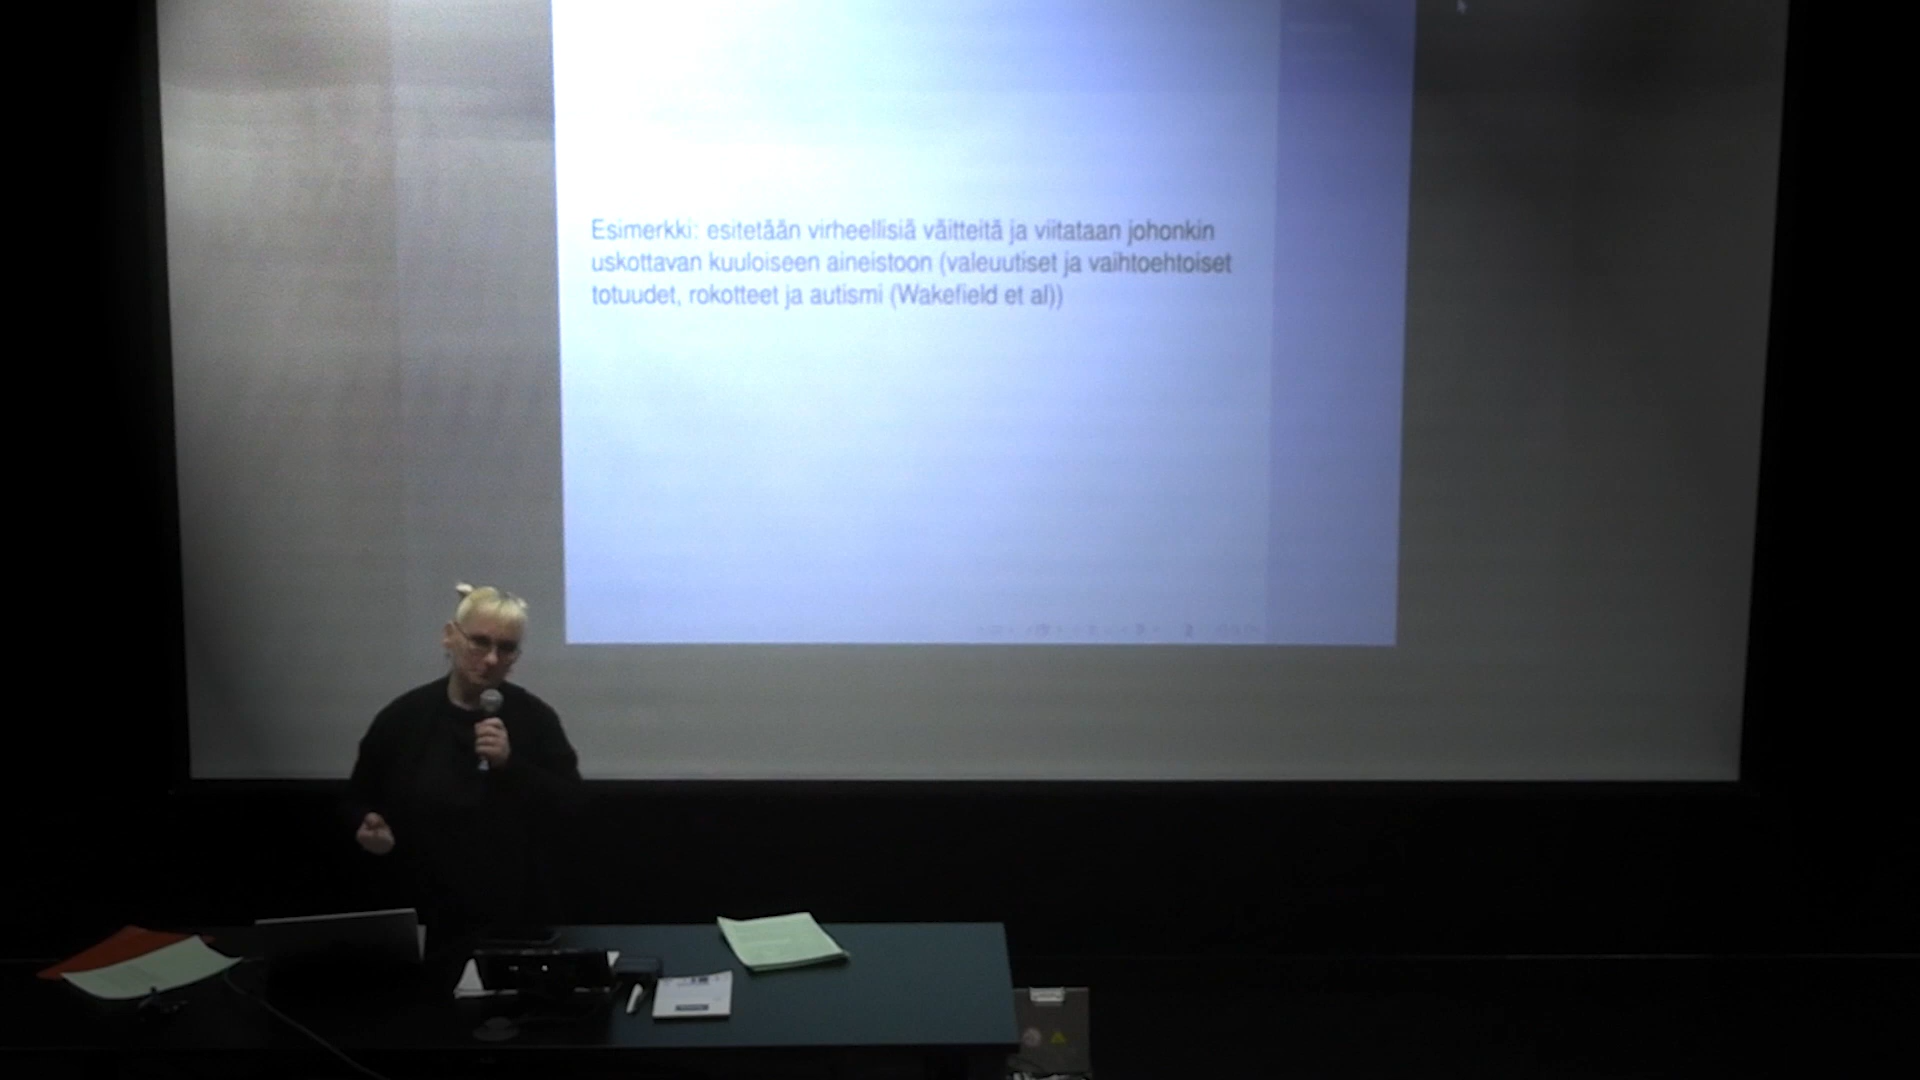 Esimerkki: esitetään virheellisiä väitteitä ja viitataan johonkin
uskottavan kuuloiseen aineistoon (valeuutiset ja vaihtoehtoiset
totuudet, rokotteet ja autismi (Wakefield et al))